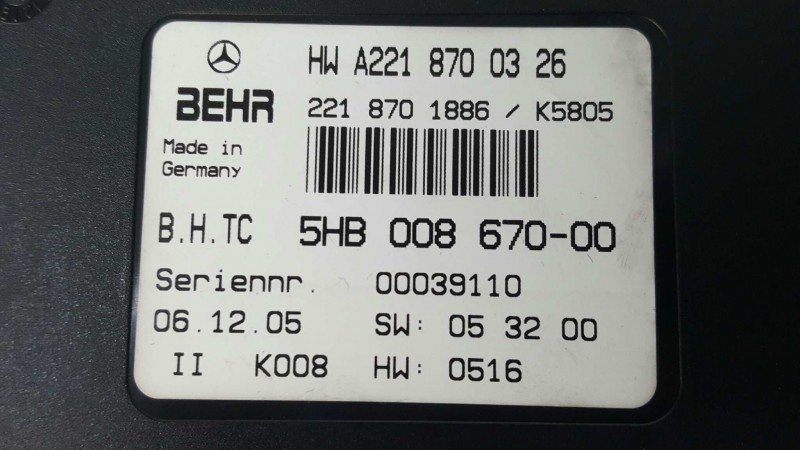 HW A221 870 03 26
BEHR
221 870 1886 / K5805
Made in
Germany
B.H.TC 5HB 008 670-00
Seriennr. 00039110
06.12.05 SW: 05 32 00
II K008 HW: 0516